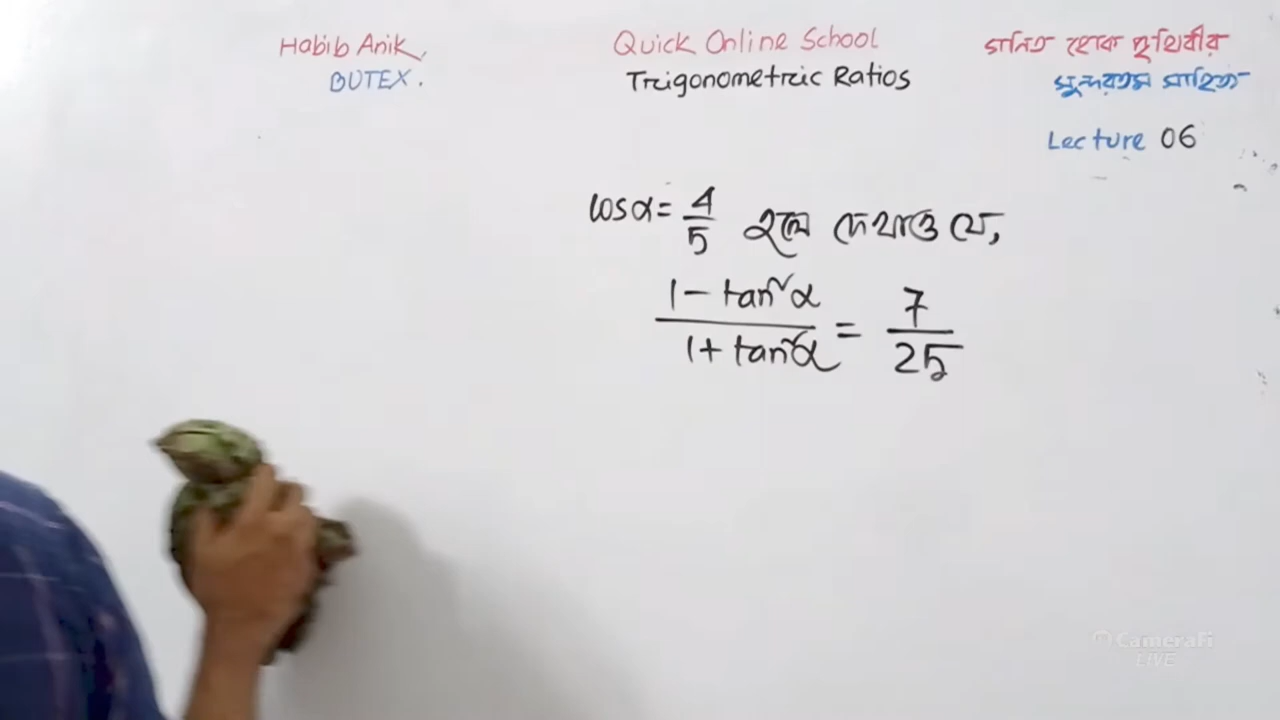 Habib Anik,
BUTEX.
Quick Online School
Trigonometric Ratios
গনিত হোক পৃথিবীর
সুন্দরতম সাহিত্য
Lecture 06
cosα = 4/5 হলে দেখাও যে,
1 - tan²α / 1 + tan²α = 7/25
CameraFi
LIVE